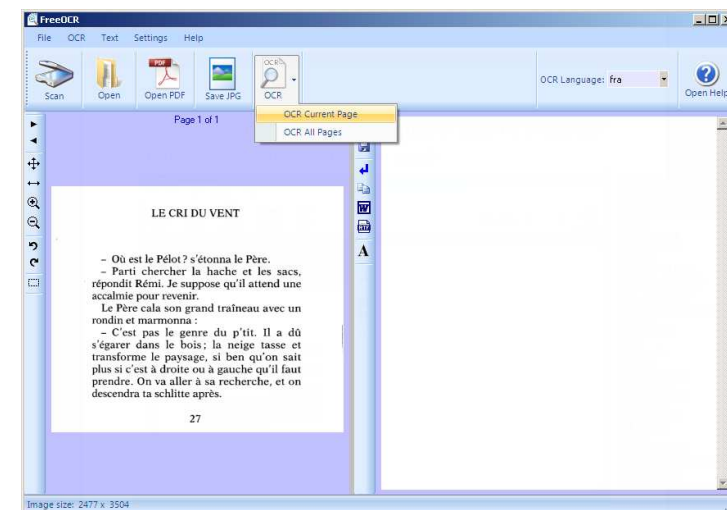 FreeOCR
File OCR Text Settings Help
Scan Open Open PDF Save JPG OCR OCR Language: fra Open Help
OCR Current Page
OCR All Pages
Page 1 of 1
LE CRI DU VENT
– Où est le Pélot ? s'étonna le Père.
– Parti chercher la hache et les sacs,
répondit Rémi. Je suppose qu'il attend une
accalmie pour revenir.
Le Père cala son grand traîneau avec un
rondin et marmonna :
– C'est pas le genre du p'tit. Il a dû
s'égarer dans le bois ; la neige tasse et
transforme le paysage, si ben qu'on sait
plus si c'est à droite ou à gauche qu'il faut
prendre. On va aller à sa recherche, et on
descendra ta schlitte après.
27
Image size: 2477 x 3504